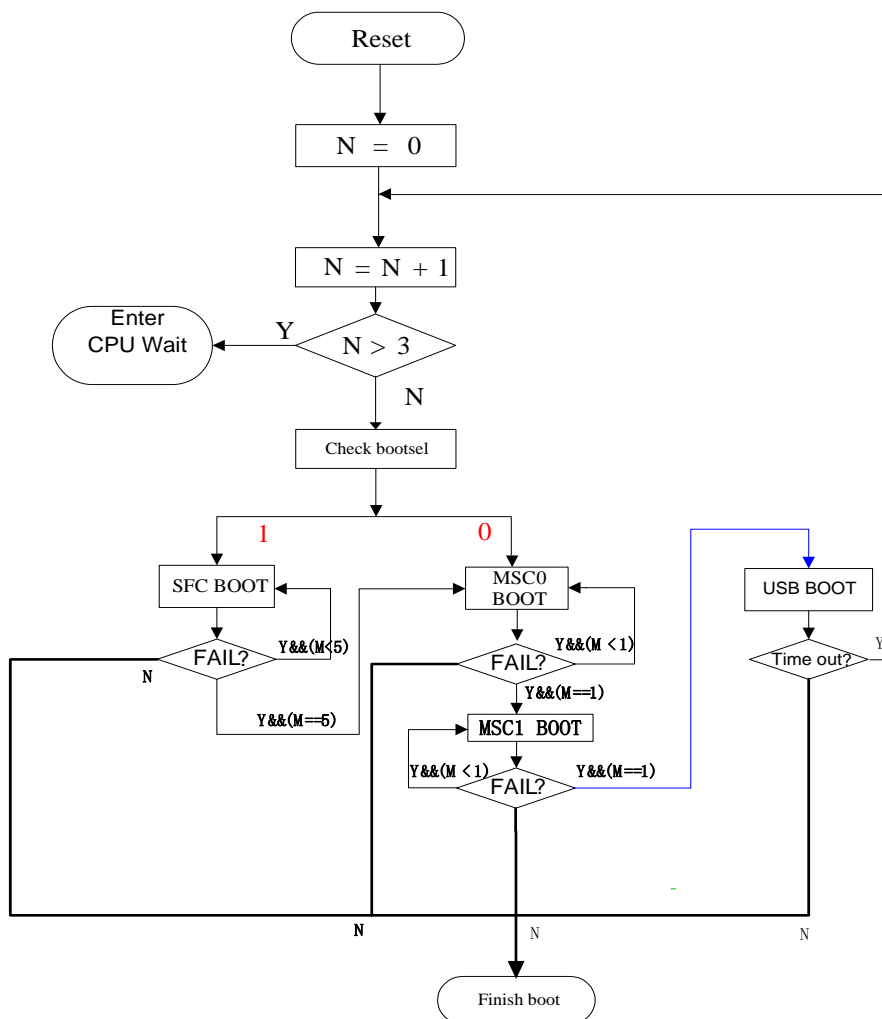 Reset
N = 0
N = N + 1
Enter
CPU Wait
Y
N > 3
N
Check bootsel
1
0
SFC BOOT
MSC0
BOOT
USB BOOT
FAIL?
Y&&(M<5)
N
FAIL?
Y&&(M < 1)
Time out?
Y
Y&&(M==5)
Y&&(M==1)
MSC1 BOOT
Y&&(M < 1)
FAIL?
Y&&(M==1)
N
N
N
Finish boot